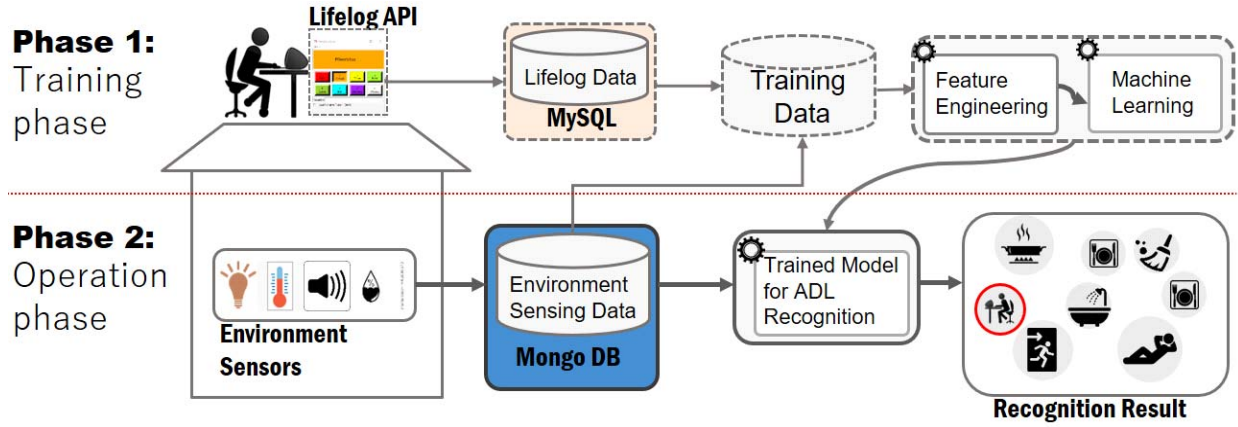 Lifelog API
Phase 1:
Training
phase
Lifelog Data
MySQL
Training
Data
Feature
Engineering
Machine
Learning
Phase 2:
Operation
phase
%
Environment
Sensors
Environment
Sensing Data
Mongo DB
Trained Model
for ADL
Recognition
Recognition Result